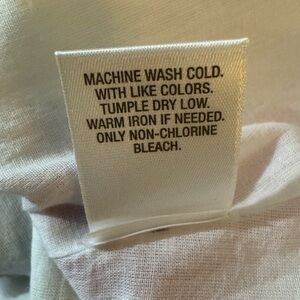 MACHINE WASH COLD.
WITH LIKE COLORS.
TUMPLE DRY LOW.
WARM IRON IF NEEDED.
ONLY NON-CHLORINE
BLEACH.